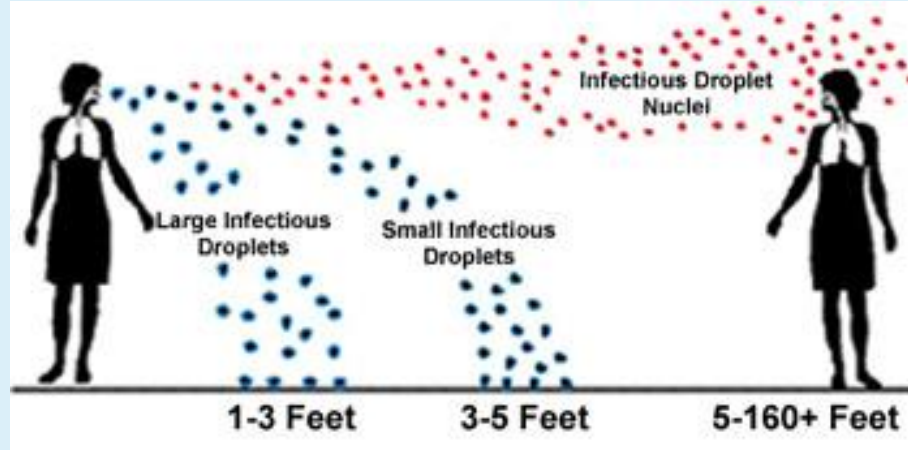 Infectious Droplet
Nuclei
Large Infectious
Droplets
Small Infectious
Droplets
1-3 Feet
3-5 Feet
5-160+ Feet